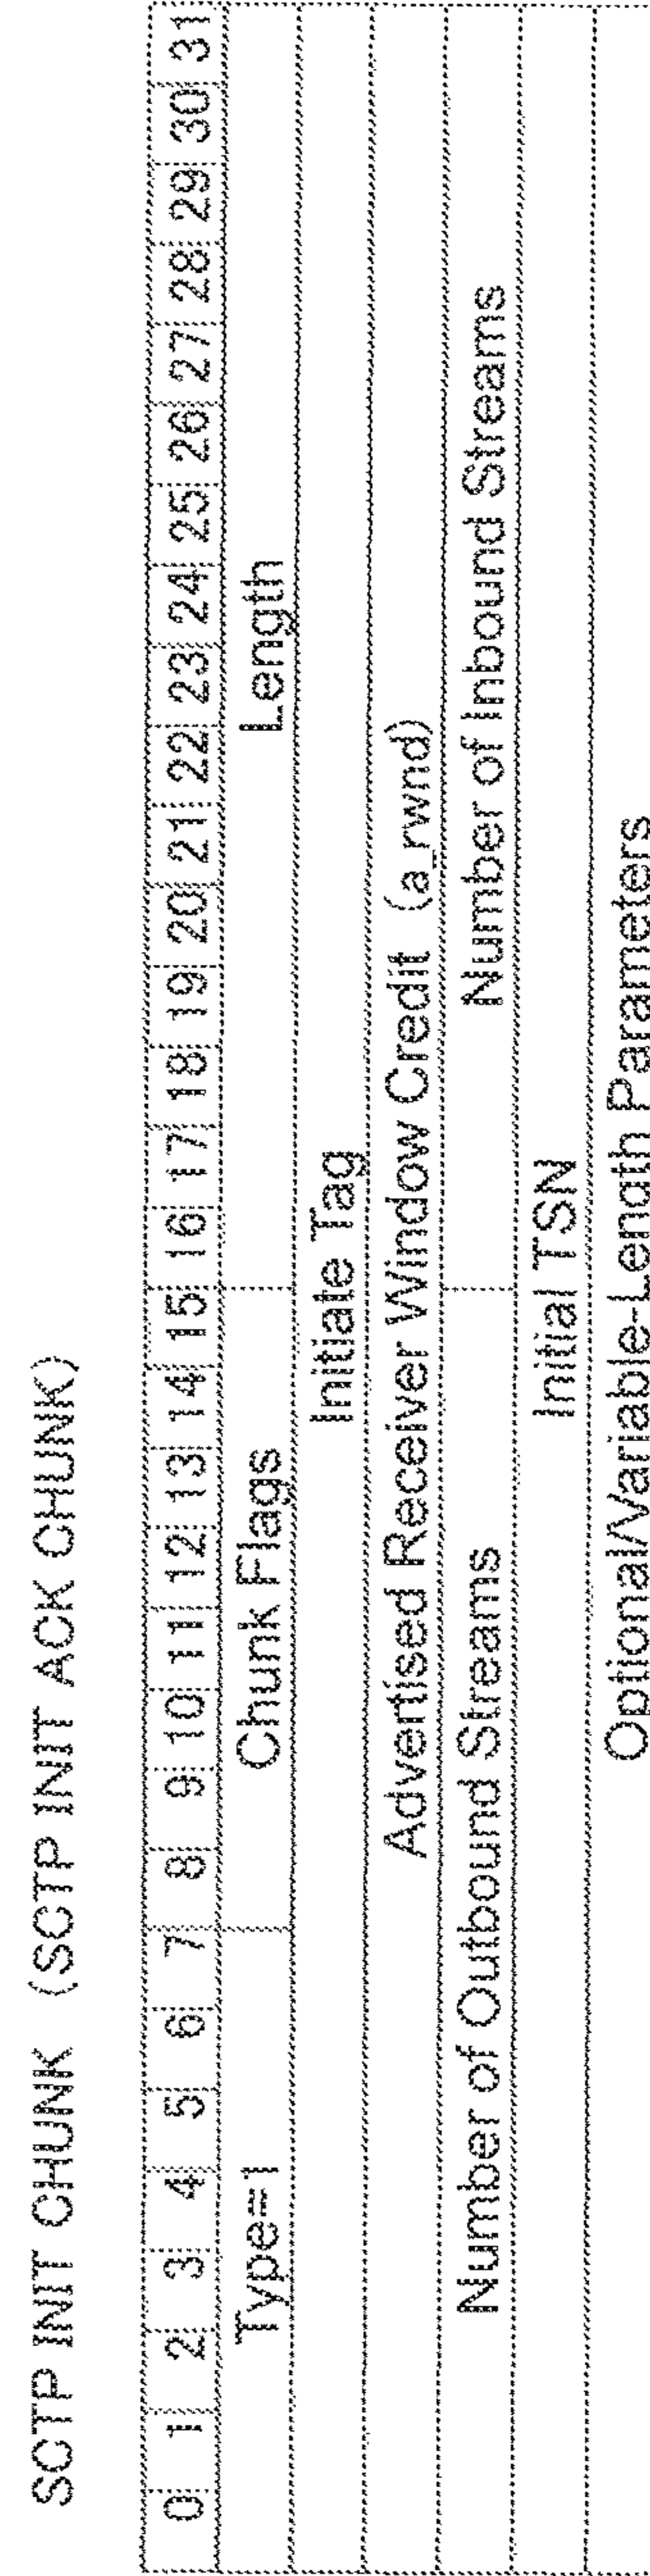 SCTP INIT CHUNK (SCTP INIT ACK CHUNK)
0 1 2 3 4 5 6 7 8 9 10 11 12 13 14 15 16 17 18 19 20 21 22 23 24 25 26 27 28 29 30 31
Type=1 Chunk Flags Length
Initiate Tag
Advertised Receiver Window Credit (a_rwnd)
Number of Outbound Streams Number of Inbound Streams
Initial TSN
Optional/Variable-Length Parameters